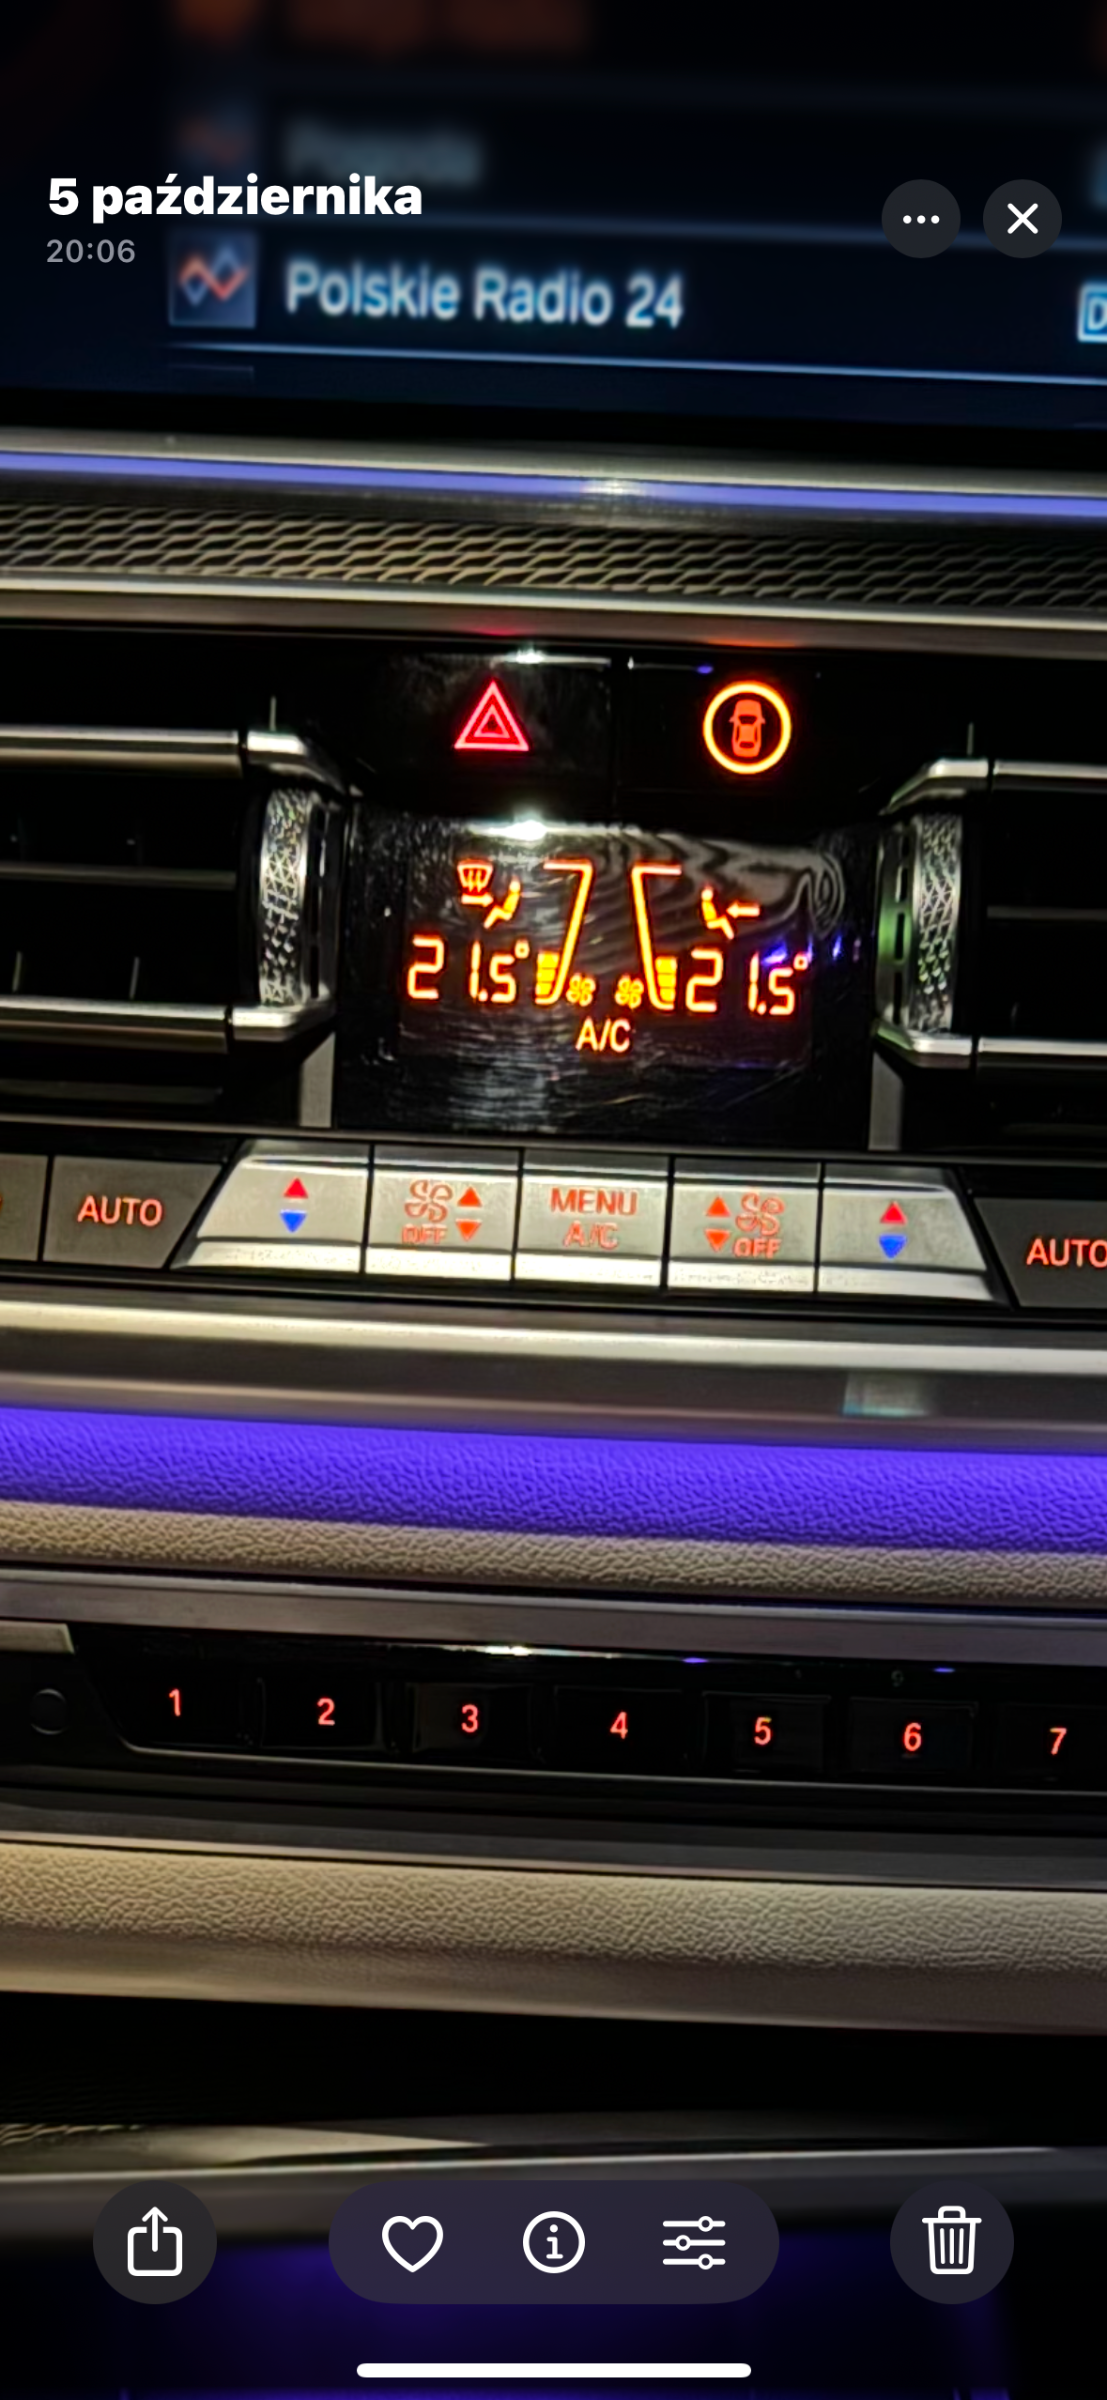 5 października
20:06
Polskie Radio 24
21.5° 21.5°
A/C
AUTO OFF MENU A/C OFF AUTO
1 2 3 4 5 6 7